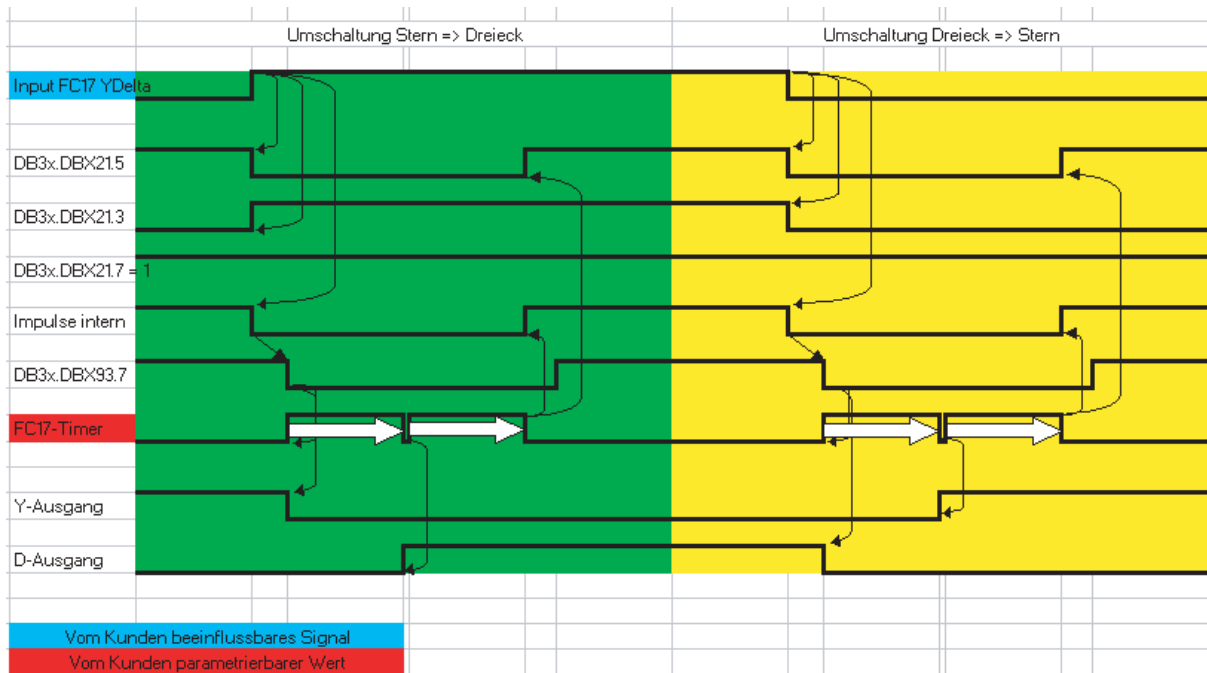 Umschaltung Stern => Dreieck
Umschaltung Dreieck => Stern
Input FC17 YDelta
DB3x.DBX21.5
DB3x.DBX21.3
DB3x.DBX21.7 = 1
Impulse intern
DB3x.DBX93.7
FC17-Timer
Y-Ausgang
D-Ausgang
Vom Kunden beeinflussbares Signal
Vom Kunden parametrierbarer Wert